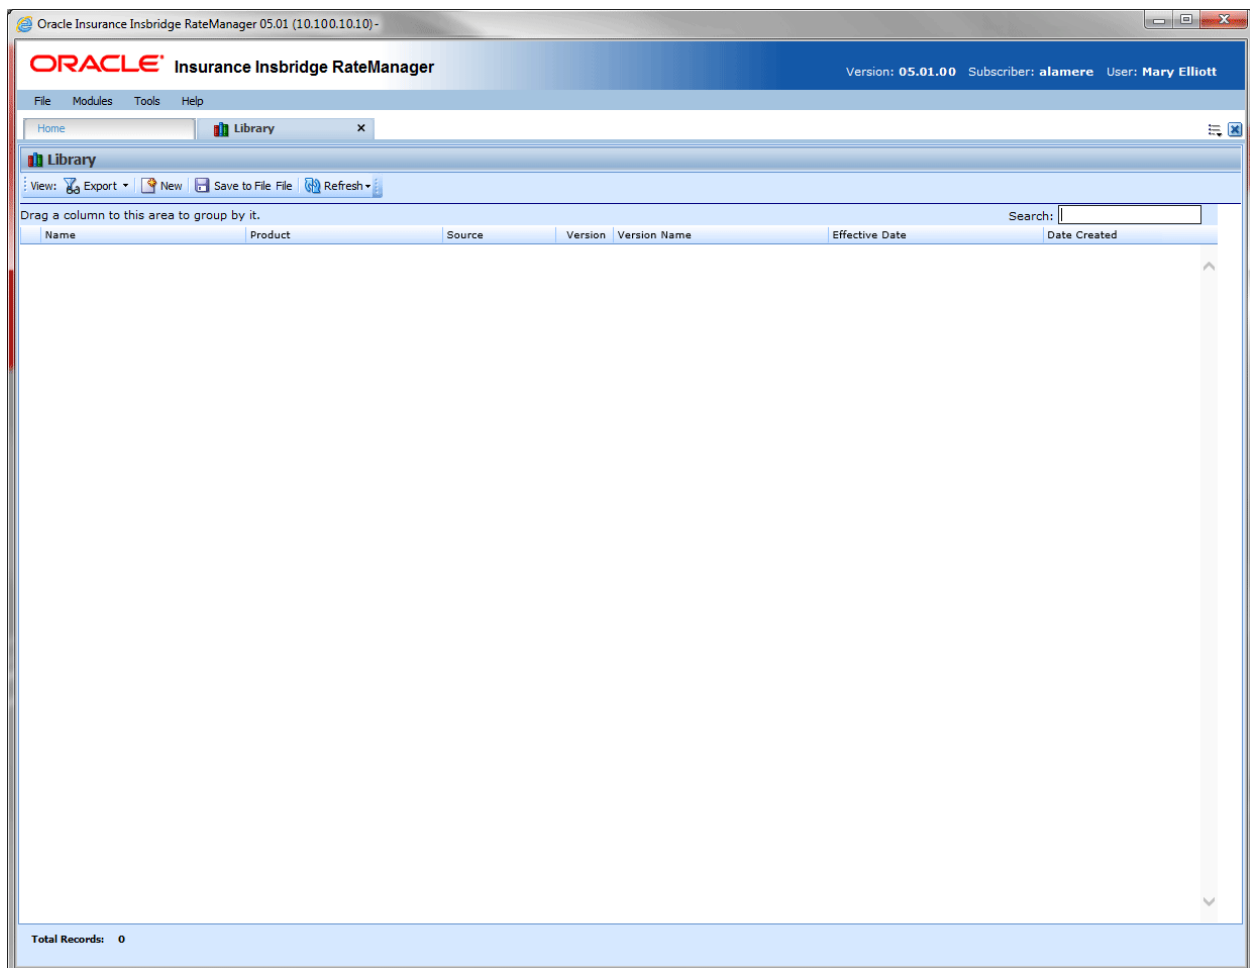 Oracle Insurance Insbridge RateManager 05.01 (10.100.10.10) -
ORACLE Insurance Insbridge RateManager
Version: 05.01.00 Subscriber: alamere User: Mary Elliott
File Modules Tools Help
Home Library
Library
View: Export New Save to File File Refresh
Drag a column to this area to group by it. Search:
Name Product Source Version Version Name Effective Date Date Created
Total Records: 0